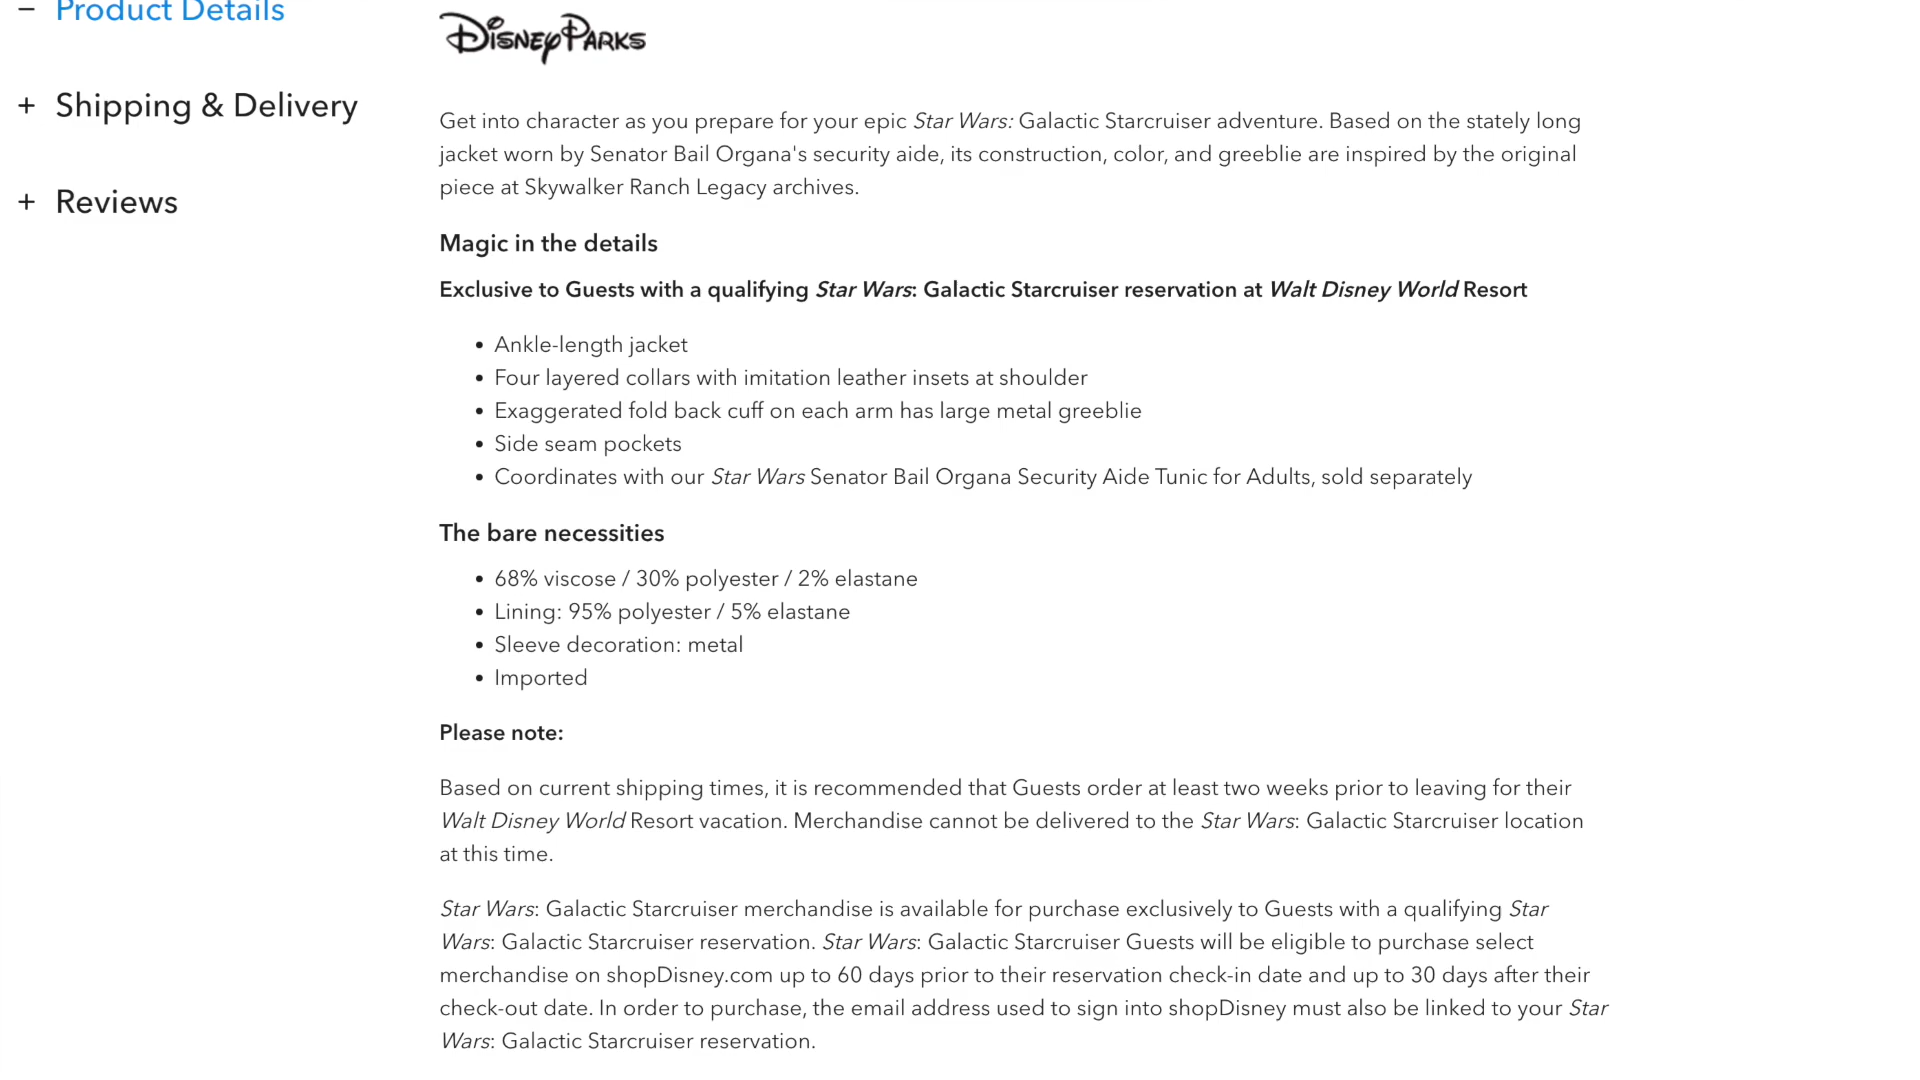 − Product Details
+ Shipping & Delivery
+ Reviews
Disney Parks
Get into character as you prepare for your epic Star Wars: Galactic Starcruiser adventure. Based on the stately long
jacket worn by Senator Bail Organa's security aide, its construction, color, and greeblie are inspired by the original
piece at Skywalker Ranch Legacy archives.
Magic in the details
Exclusive to Guests with a qualifying Star Wars: Galactic Starcruiser reservation at Walt Disney World Resort
• Ankle-length jacket
• Four layered collars with imitation leather insets at shoulder
• Exaggerated fold back cuff on each arm has large metal greeblie
• Side seam pockets
• Coordinates with our Star Wars Senator Bail Organa Security Aide Tunic for Adults, sold separately
The bare necessities
• 68% viscose / 30% polyester / 2% elastane
• Lining: 95% polyester / 5% elastane
• Sleeve decoration: metal
• Imported
Please note:
Based on current shipping times, it is recommended that Guests order at least two weeks prior to leaving for their
Walt Disney World Resort vacation. Merchandise cannot be delivered to the Star Wars: Galactic Starcruiser location
at this time.
Star Wars: Galactic Starcruiser merchandise is available for purchase exclusively to Guests with a qualifying Star
Wars: Galactic Starcruiser reservation. Star Wars: Galactic Starcruiser Guests will be eligible to purchase select
merchandise on shopDisney.com up to 60 days prior to their reservation check-in date and up to 30 days after their
check-out date. In order to purchase, the email address used to sign into shopDisney must also be linked to your Star
Wars: Galactic Starcruiser reservation.